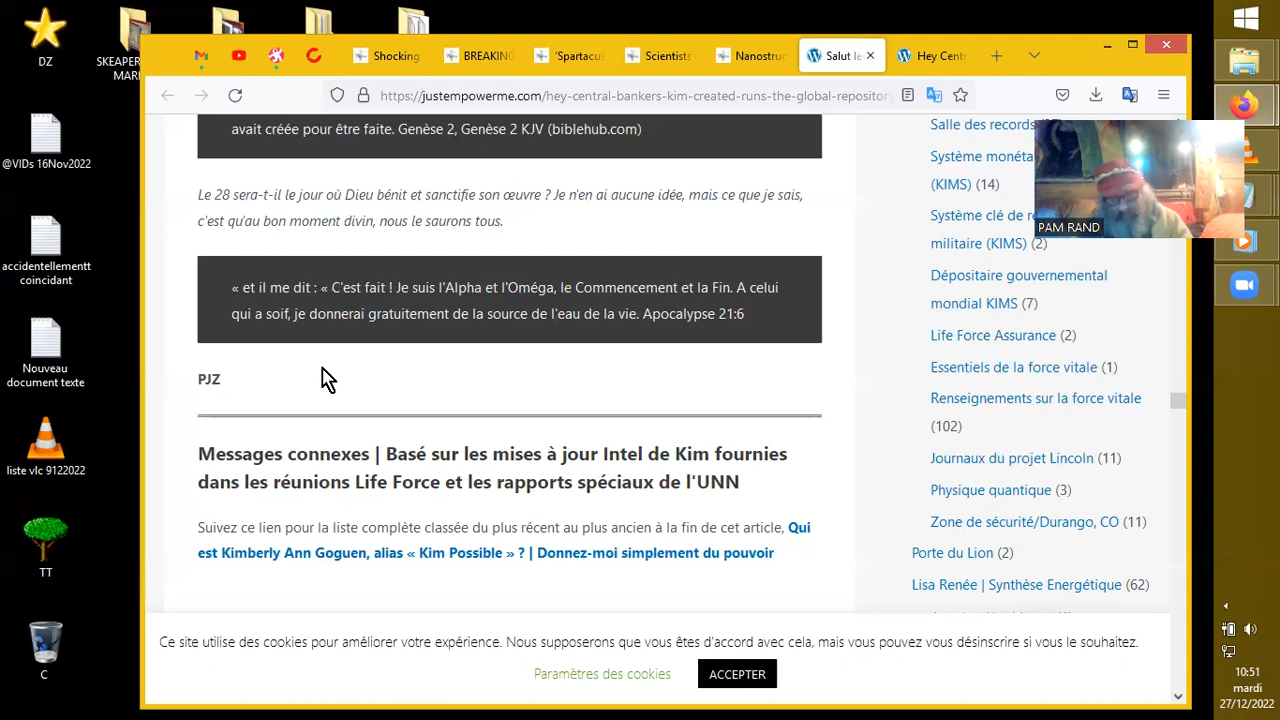 DZ
SKEAPER
MARI
@VIDs 16Nov2022
accidentellementt
coincidant
Nouveau
document texte
liste vlc 9122022
TT
C
Shocking
BREAKING
'Spartacus
Scientists
Nanostruc
Salut le
Hey Centr
https://justempowerme.com/hey-central-bankers-kim-created-runs-the-global-repository
avait créée pour être faite. Genèse 2, Genèse 2 KJV (biblehub.com)
Le 28 sera-t-il le jour où Dieu bénit et sanctifie son œuvre ? Je n'en ai aucune idée, mais ce que je sais,
c'est qu'au bon moment divin, nous le saurons tous.
« et il me dit : « C'est fait ! Je suis l'Alpha et l'Oméga, le Commencement et la Fin. A celui
qui a soif, je donnerai gratuitement de la source de l'eau de la vie. Apocalypse 21:6
PJZ
Messages connexes | Basé sur les mises à jour Intel de Kim fournies
dans les réunions Life Force et les rapports spéciaux de l'UNN
Suivez ce lien pour la liste complète classée du plus récent au plus ancien à la fin de cet article, Qui
est Kimberly Ann Goguen, alias « Kim Possible » ? | Donnez-moi simplement du pouvoir
Salle des records
Système monéta
(KIMS) (14)
Système clé de re
militaire (KIMS) (2)
Dépositaire gouvernemental
mondial KIMS (7)
Life Force Assurance (2)
Essentiels de la force vitale (1)
Renseignements sur la force vitale
(102)
Journaux du projet Lincoln (11)
Physique quantique (3)
Zone de sécurité/Durango, CO (11)
Porte du Lion (2)
Lisa Renée | Synthèse Energétique (62)
PAM RAND
Ce site utilise des cookies pour améliorer votre expérience. Nous supposerons que vous êtes d'accord avec cela, mais vous pouvez vous désinscrire si vous le souhaitez.
Paramètres des cookies
ACCEPTER
10:51
mardi
27/12/2022